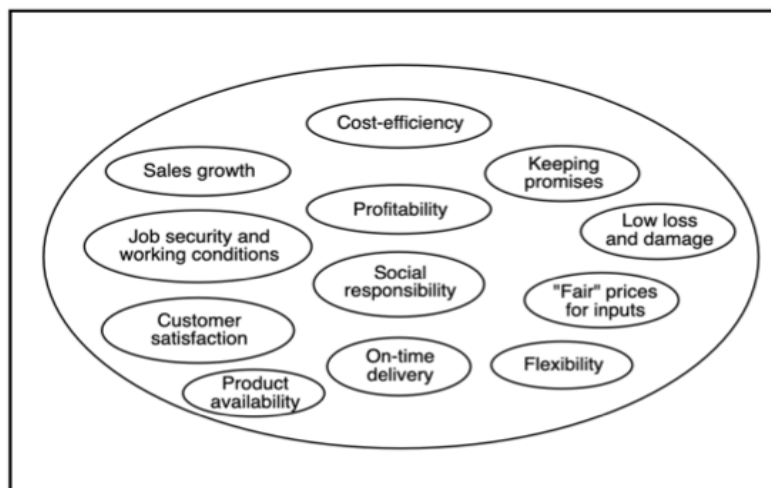 Cost-efficiency
Sales growth
Keeping
promises
Profitability
Low loss
and damage
Job security and
working conditions
Social
responsibility
"Fair" prices
for inputs
Customer
satisfaction
On-time
delivery
Flexibility
Product
availability